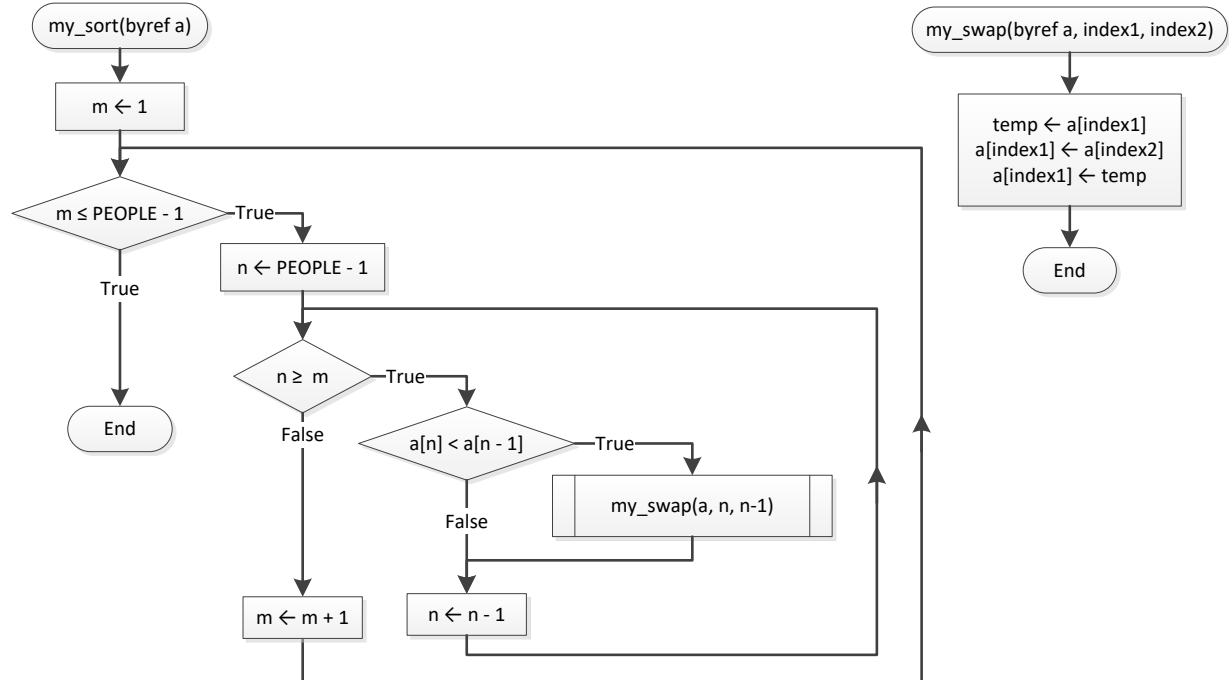 my_sort(byref a)
m ← 1
m ≤ PEOPLE - 1
True
True
n ← PEOPLE - 1
n ≥ m
True
False
End
a[n] < a[n - 1]
True
False
my_swap(a, n, n-1)
m ← m + 1
n ← n - 1
my_swap(byref a, index1, index2)
temp ← a[index1]
a[index1] ← a[index2]
a[index1] ← temp
End